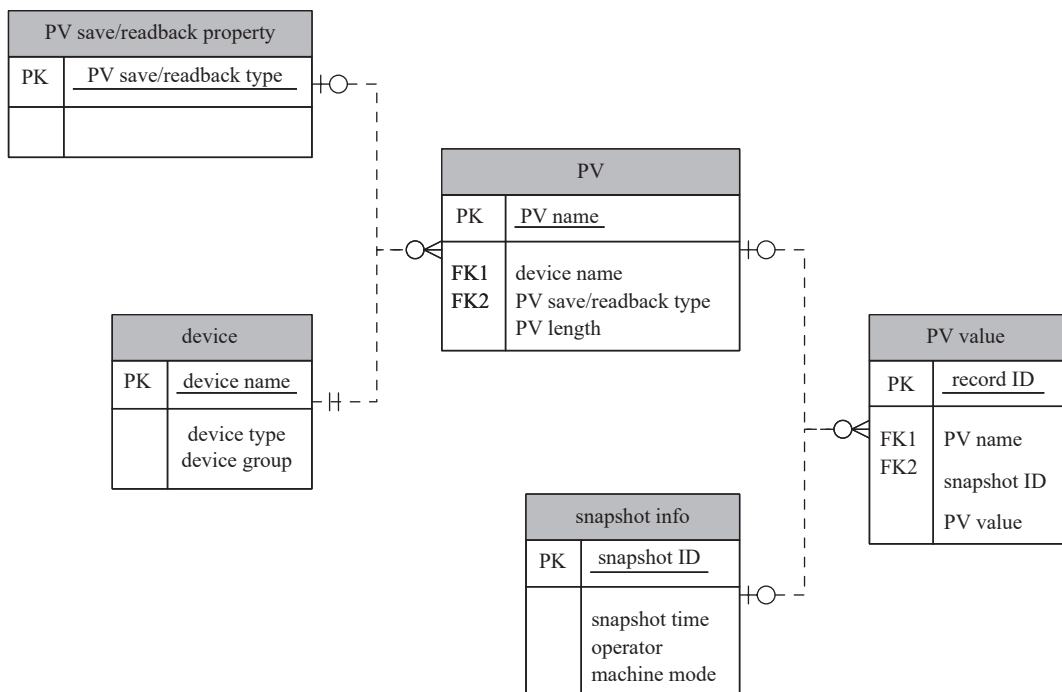 PV save/readback property
PK PV save/readback type
PV
PK PV name
FK1 device name
FK2 PV save/readback type
PV length
device
PK device name
device type
device group
PV value
PK record ID
FK1 PV name
FK2
snapshot ID
PV value
snapshot info
PK snapshot ID
snapshot time
operator
machine mode